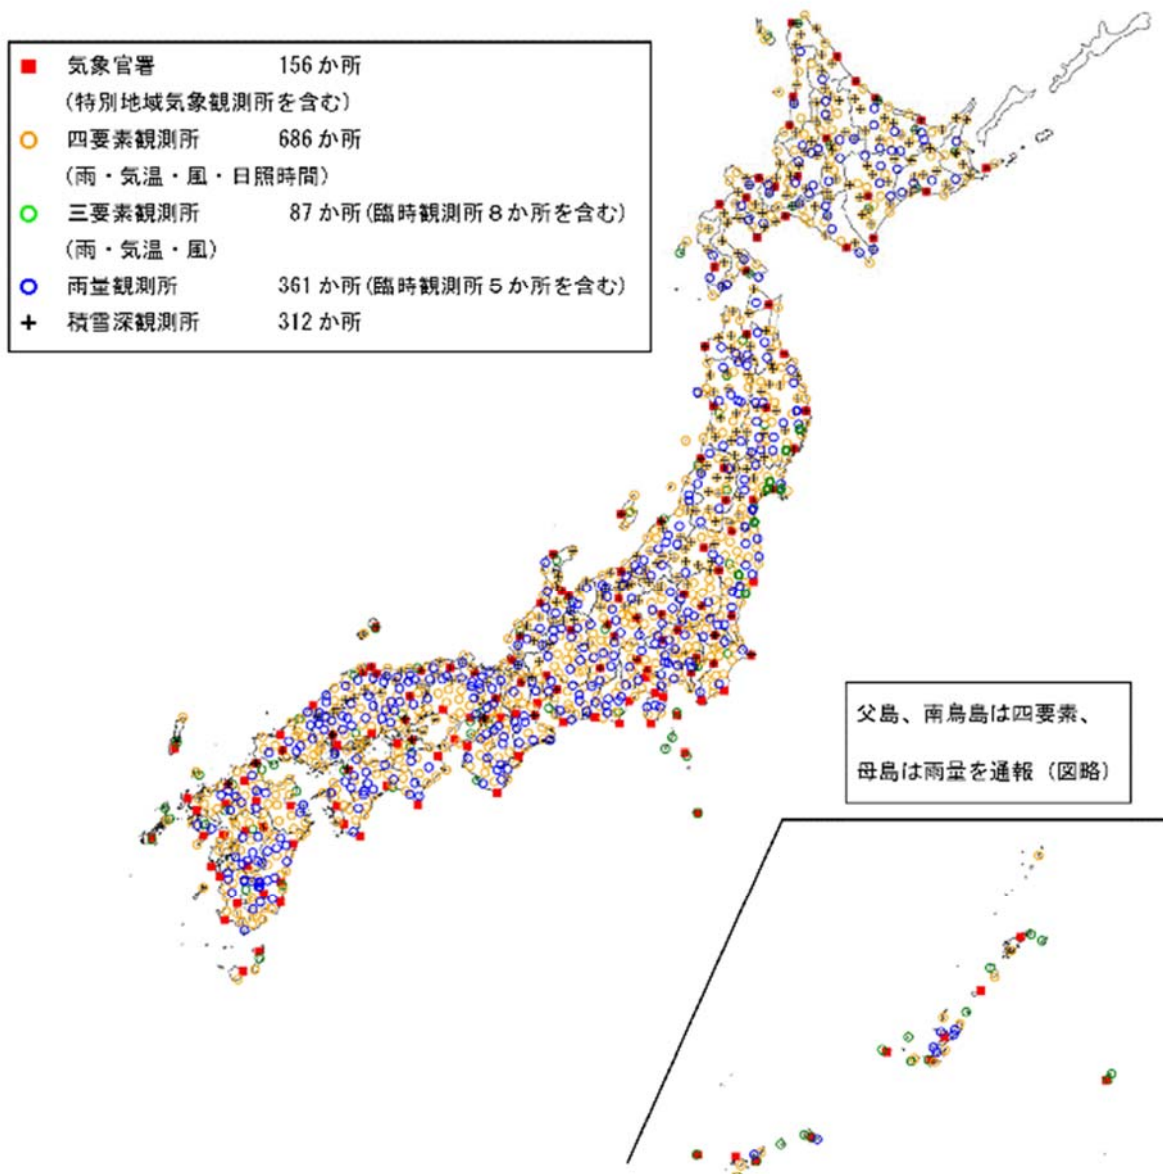 気象官署 156か所
(特別地域気象観測所を含む)
四要素観測所 686か所
(雨・気温・風・日照時間)
三要素観測所 87か所(臨時観測所8か所を含む)
(雨・気温・風)
雨量観測所 361か所(臨時観測所5か所を含む)
積雪深観測所 312か所
父島、南鳥島は四要素、
母島は雨量を通報(図略)